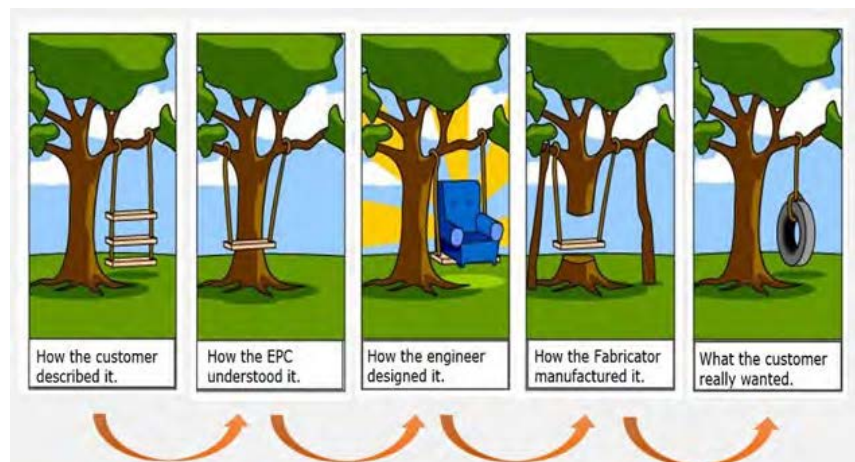 How the customer
described it.
How the EPC
understood it.
How the engineer
designed it.
How the Fabricator
manufactured it.
What the customer
really wanted.